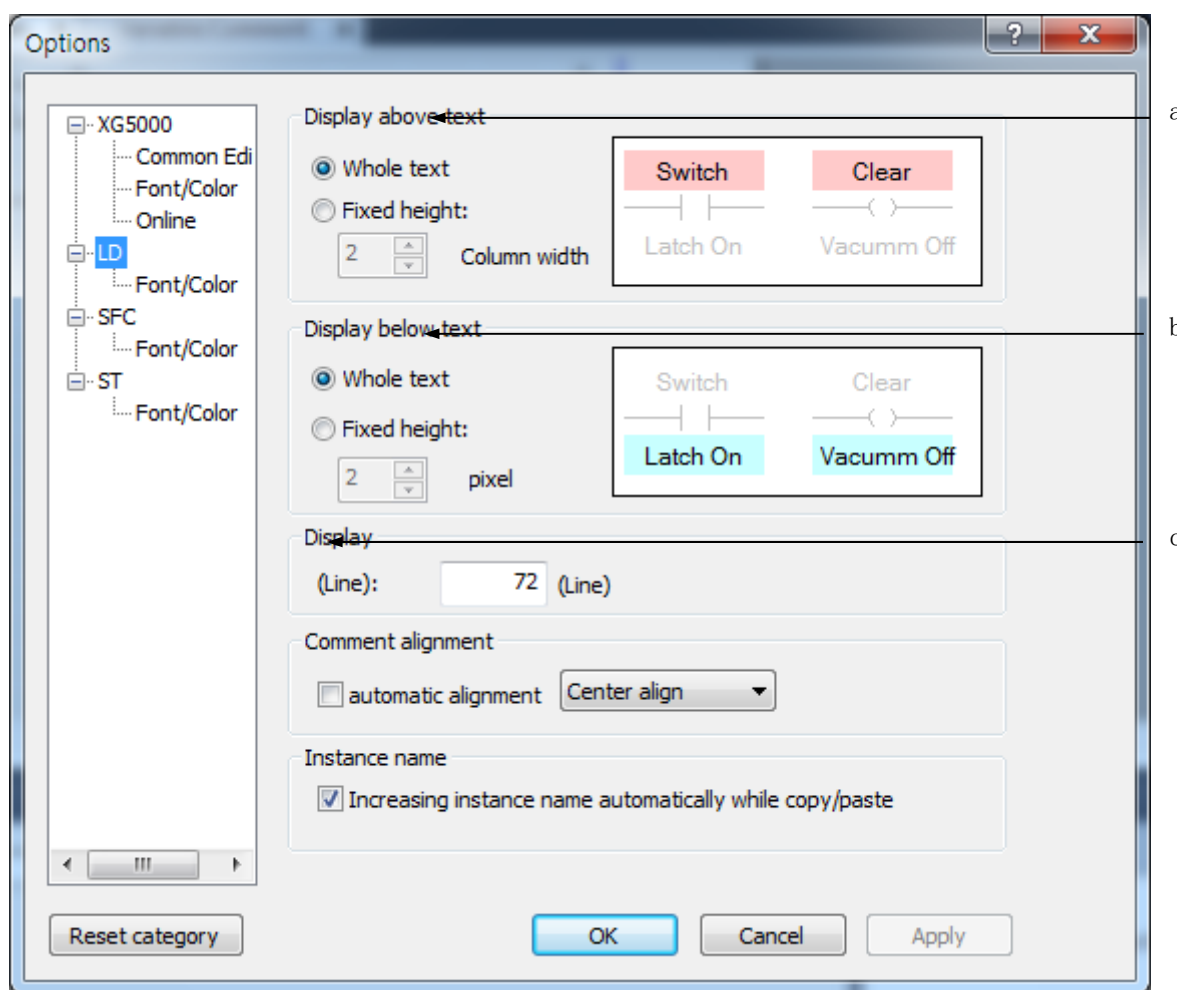 Options
XG5000
Common Edi
Font/Color
Online
LD
Font/Color
SFC
Font/Color
ST
Font/Color
Display above text
Whole text
Fixed height:
2 Column width
Switch Clear
Latch On Vacumm Off
a
Display below text
Whole text
Fixed height:
2 pixel
Switch Clear
Latch On Vacumm Off
b
Display
(Line): 72 (Line)
c
Comment alignment
automatic alignment Center align
Instance name
Increasing instance name automatically while copy/paste
Reset category OK Cancel Apply